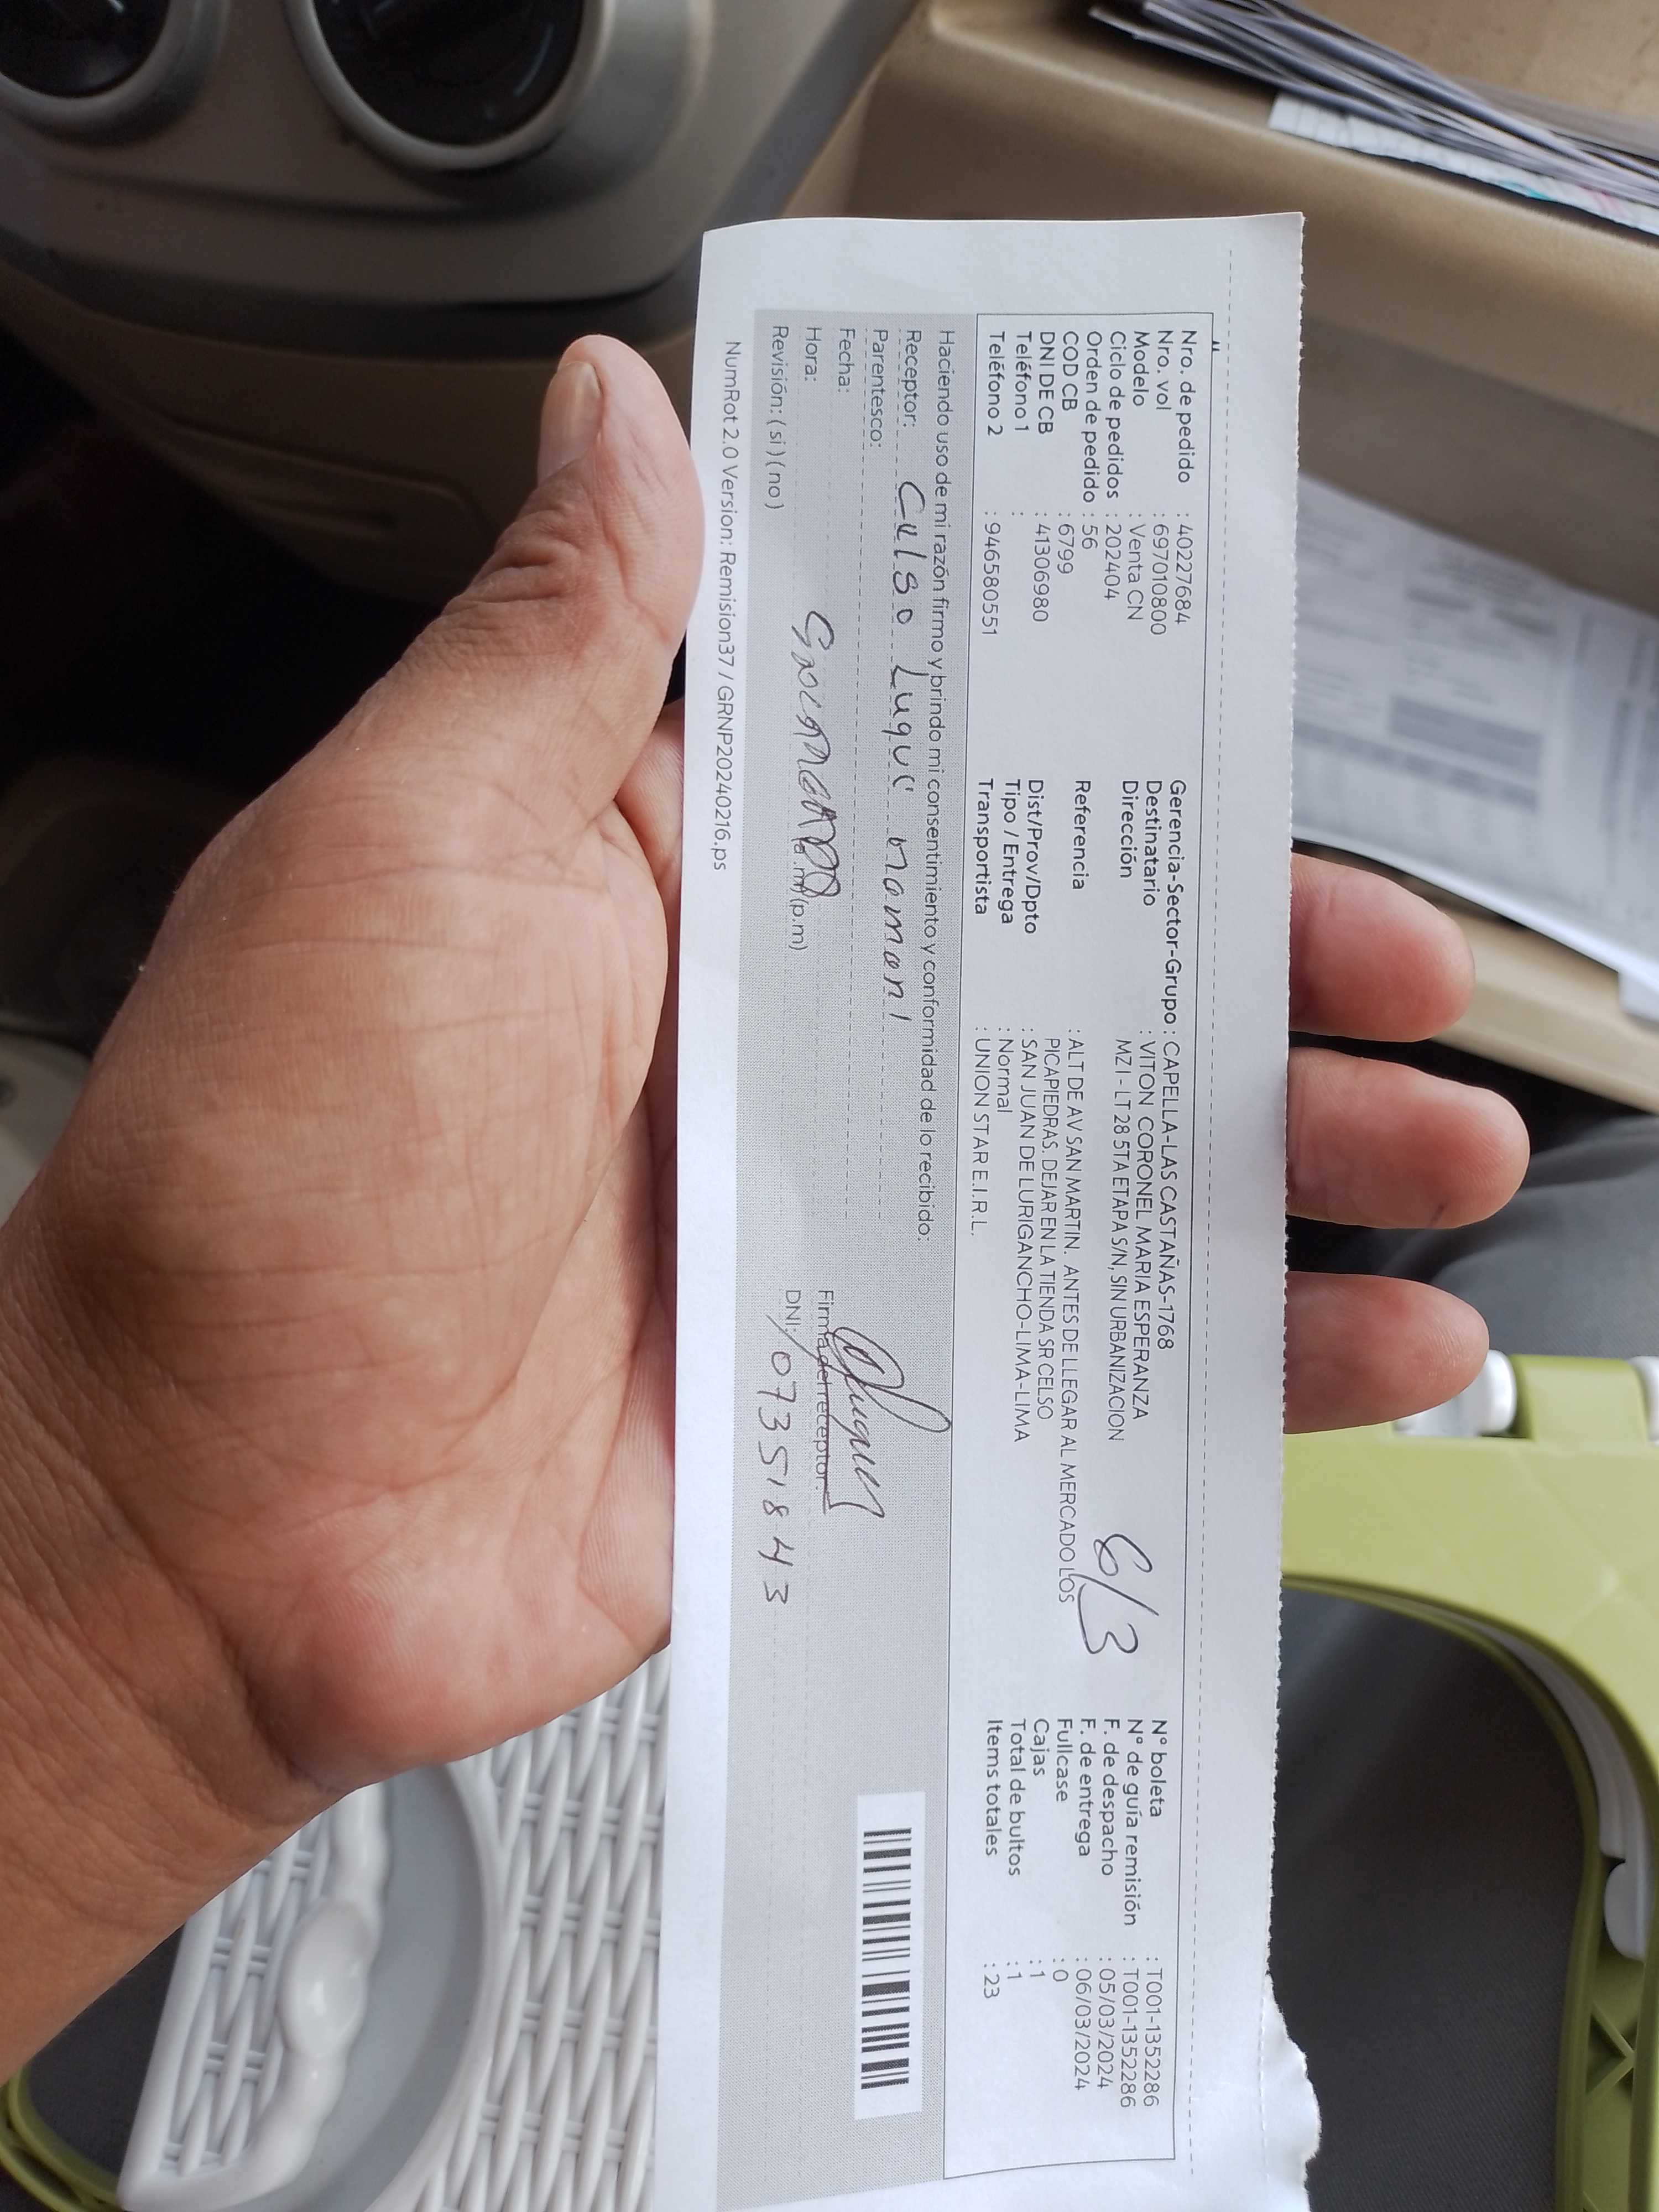 Nro. de pedido : 40227684
Nro. vol : 69701080​0
Modelo : Venta CN
Ciclo de pedidos : 202404
Orden de pedido : 56
COD CB : 6799
DNI DE CB : 41306980
Teléfono 1 :
Teléfono 2 : 946580551
Gerencia-Sector-Grupo : CAPELLA-LAS CASTAÑAS-1768
Destinatario : VITON CORONEL MARIA ESPERANZA
Dirección MZ I - LT 28 5TA ETAPA S/N, SIN URBANIZACION
Referencia : ALT DE AV SAN MARTIN. ANTES DE LLEGAR AL MERCADO LOS
PICAPIEDRAS. DEJAR EN LA TIENDA SR CELSO
Dist/Prov/Dpto : SAN JUAN DE LURIGANCHO-LIMA-LIMA
Tipo / Entrega : Normal
Transportista : UNION STAR E.I.R.L.
6/3
N° boleta : T001-1352286
N° de guía remisión : T001-1352286
F. de despacho : 05/03/2024
F. de entrega : 06/03/2024
Fullcase : 0
Cajas : 1
Total de bultos : 1
Items totales : 23
Haciendo uso de mi razón firmo y brindo mi consentimiento y conformidad de lo recibido:
Receptor: Celso Luque mamani
Parentesco:
Fecha:
Hora: (p.m)
Revisión: ( si ) ( no )
Firma del receptor:
DNI: 07351843
NumRot 2.0 Version: Remision37 / GRNP20240216.ps